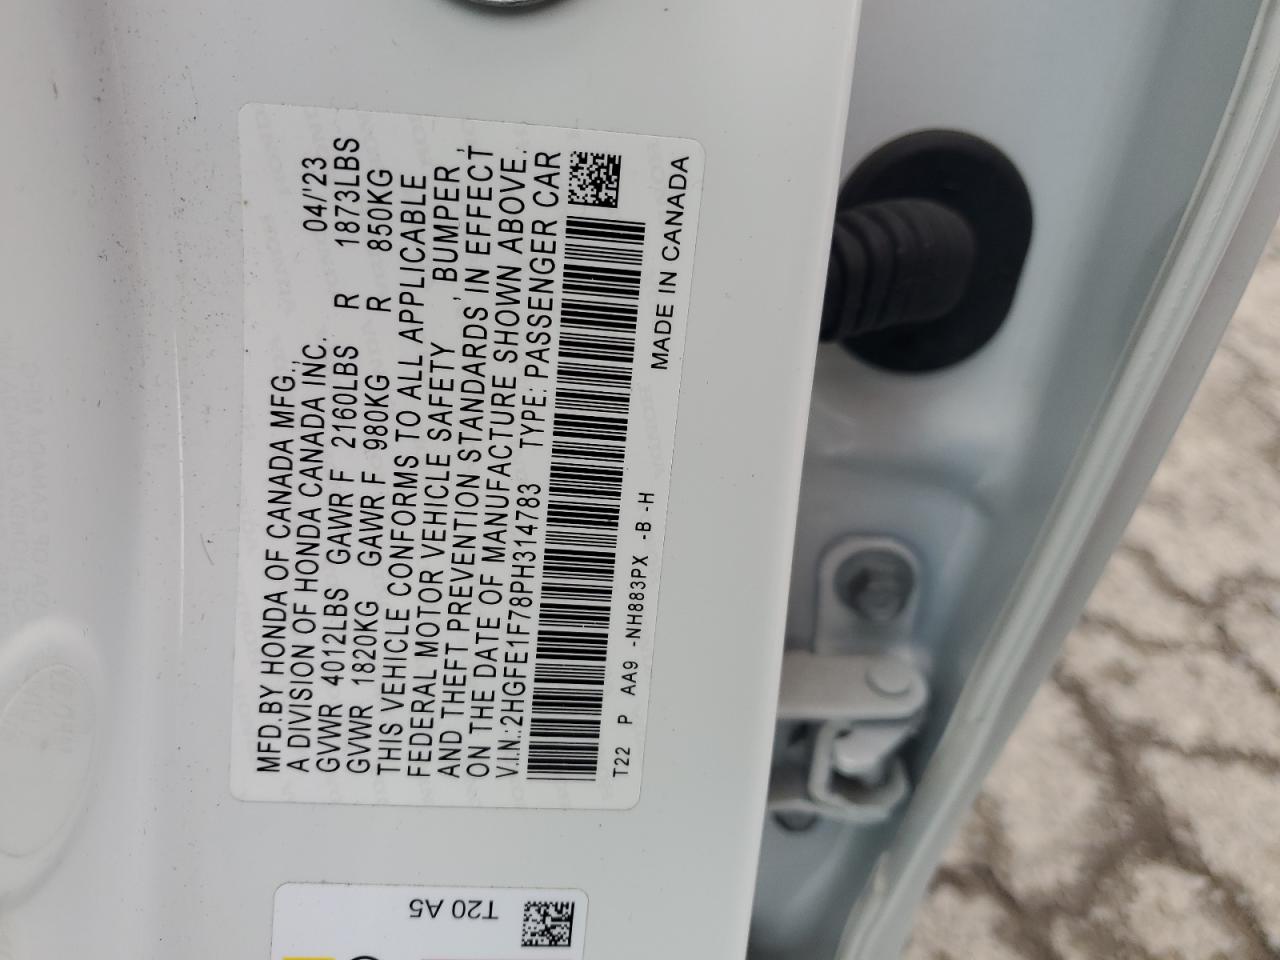 MFD.BY HONDA OF CANADA MFG., 04/'23
A DIVISION OF HONDA CANADA INC.
GVWR 4012LBS GAWR F 2160LBS R 1873LBS
GVWR 1820KG GAWR F 980KG R 850KG
THIS VEHICLE CONFORMS TO ALL APPLICABLE
FEDERAL MOTOR VEHICLE SAFETY, BUMPER,
AND THEFT PREVENTION STANDARDS IN EFFECT
ON THE DATE OF MANUFACTURE SHOWN ABOVE.
V.I.N.:2HGFE1F78PH314783 TYPE: PASSENGER CAR
T22 P AA9 -NH883PX -B -H
MADE IN CANADA
T20 A5